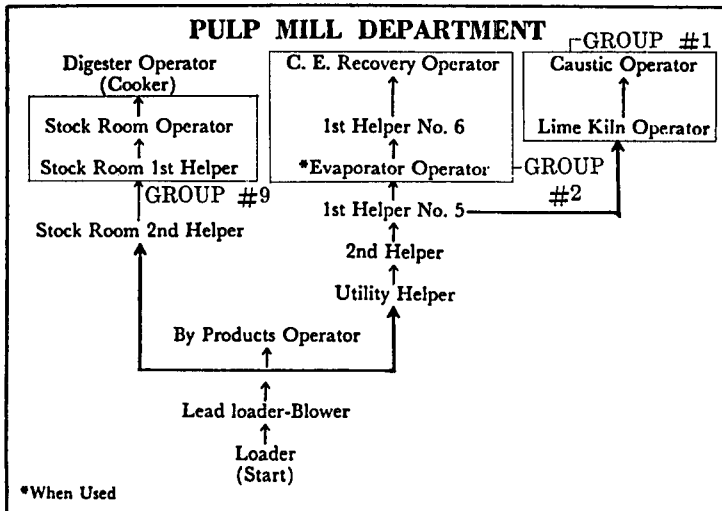 PULP MILL DEPARTMENT
GROUP #1
Digester Operator
(Cooker)
C. E. Recovery Operator
Caustic Operator
Stock Room Operator
1st Helper No. 6
Lime Kiln Operator
Stock Room 1st Helper
*Evaporator Operator
GROUP
#2
GROUP #9
1st Helper No. 5
Stock Room 2nd Helper
2nd Helper
Utility Helper
By Products Operator
Lead loader-Blower
Loader
(Start)
*When Used